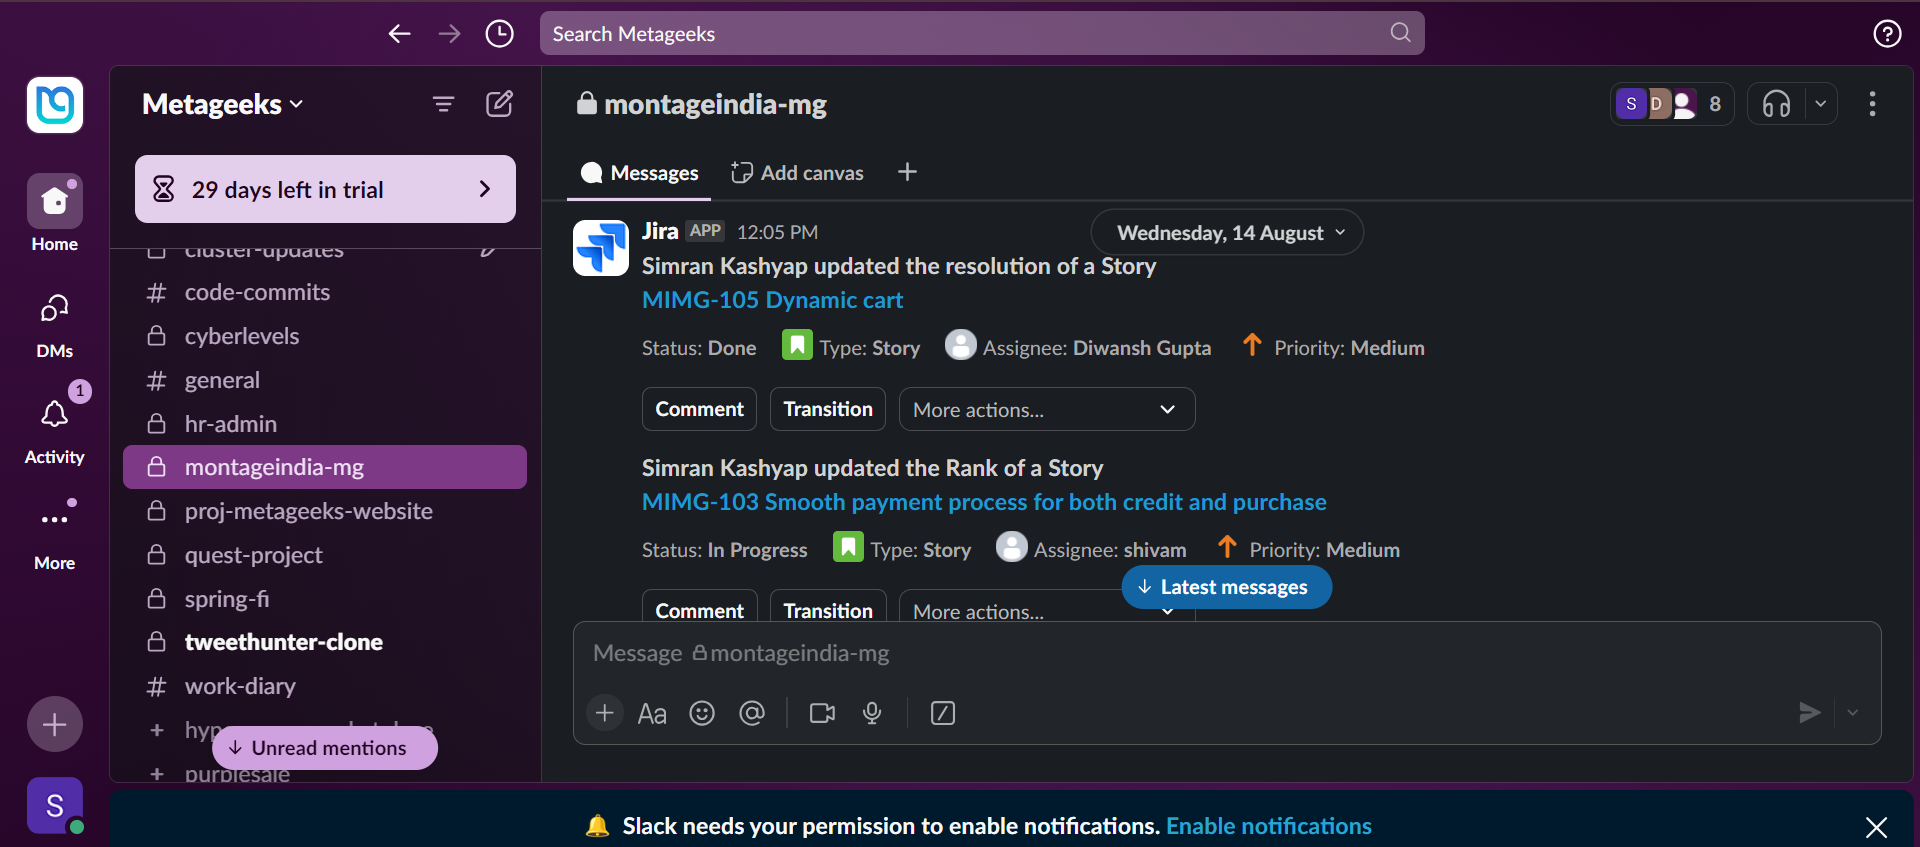 Search Metageeks
Metageeks
29 days left in trial
Home
DMs
1
Activity
More
S
cluster-updates
code-commits
cyberlevels
general
hr-admin
montageindia-mg
proj-metageeks-website
quest-project
spring-fi
tweethunter-clone
work-diary
Unread mentions
purplesale
montageindia-mg
S D 8
Messages Add canvas
Wednesday, 14 August
Jira APP 12:05 PM
Simran Kashyap updated the resolution of a Story
MIMG-105 Dynamic cart
Status: Done Type: Story Assignee: Diwansh Gupta Priority: Medium
Comment Transition More actions...
Simran Kashyap updated the Rank of a Story
MIMG-103 Smooth payment process for both credit and purchase
Status: In Progress Type: Story Assignee: shivam Priority: Medium
Latest messages
Comment Transition More actions...
Message montageindia-mg
Aa
Slack needs your permission to enable notifications. Enable notifications